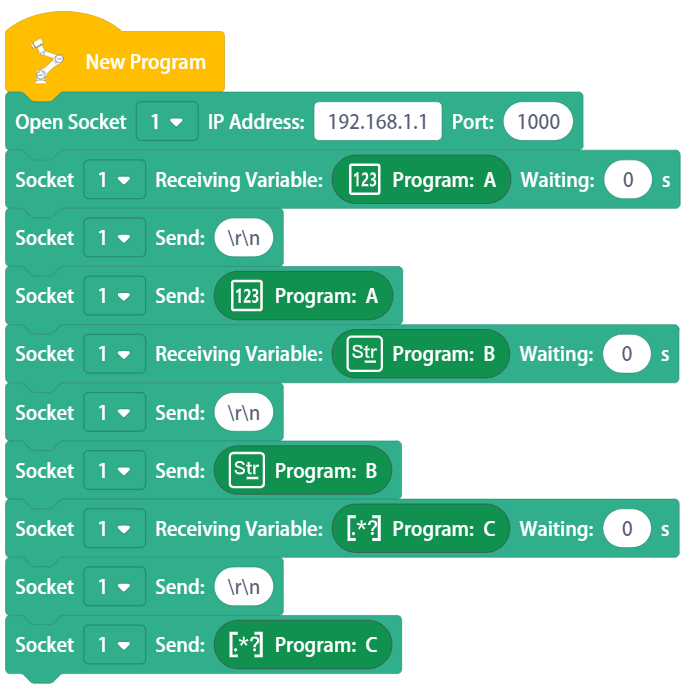 New Program
Open Socket 1 IP Address: 192.168.1.1 Port: 1000
Socket 1 Receiving Variable: 123 Program: A Waiting: 0 s
Socket 1 Send: \r\n
Socket 1 Send: 123 Program: A
Socket 1 Receiving Variable: Str Program: B Waiting: 0 s
Socket 1 Send: \r\n
Socket 1 Send: Str Program: B
Socket 1 Receiving Variable: [.*?] Program: C Waiting: 0 s
Socket 1 Send: \r\n
Socket 1 Send: [.*?] Program: C